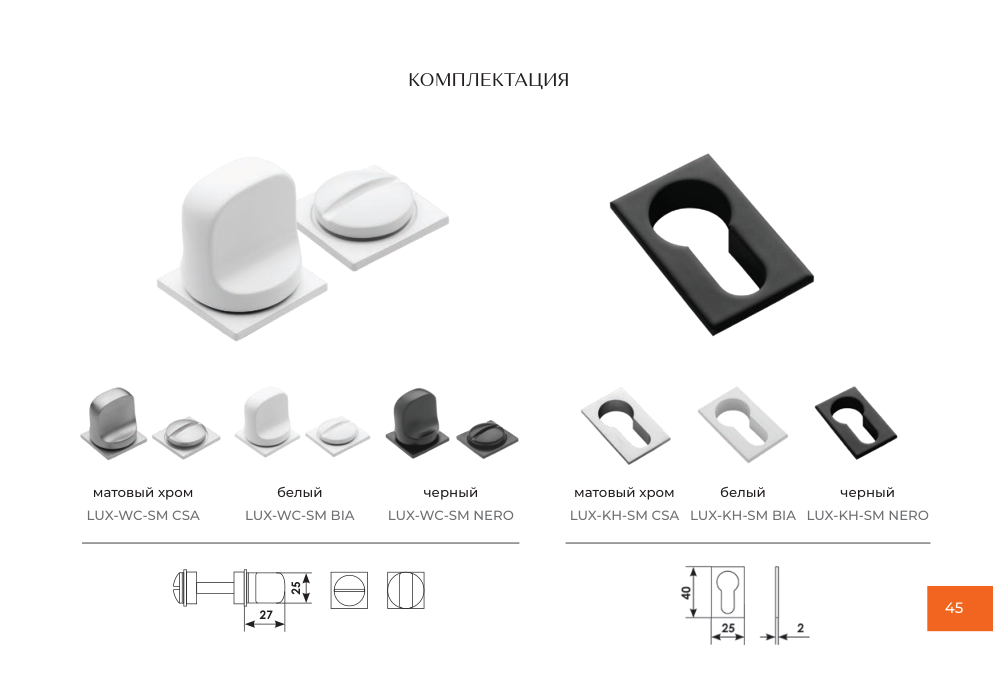 КОМПЛЕКТАЦИЯ
матовый хром
белый
черный
LUX-WC-SM CSA
LUX-WC-SM BIA
LUX-WC-SM NERO
матовый хром
белый
черный
LUX-KH-SM CSA
LUX-KH-SM BIA
LUX-KH-SM NERO
25
27
40
25
2
45